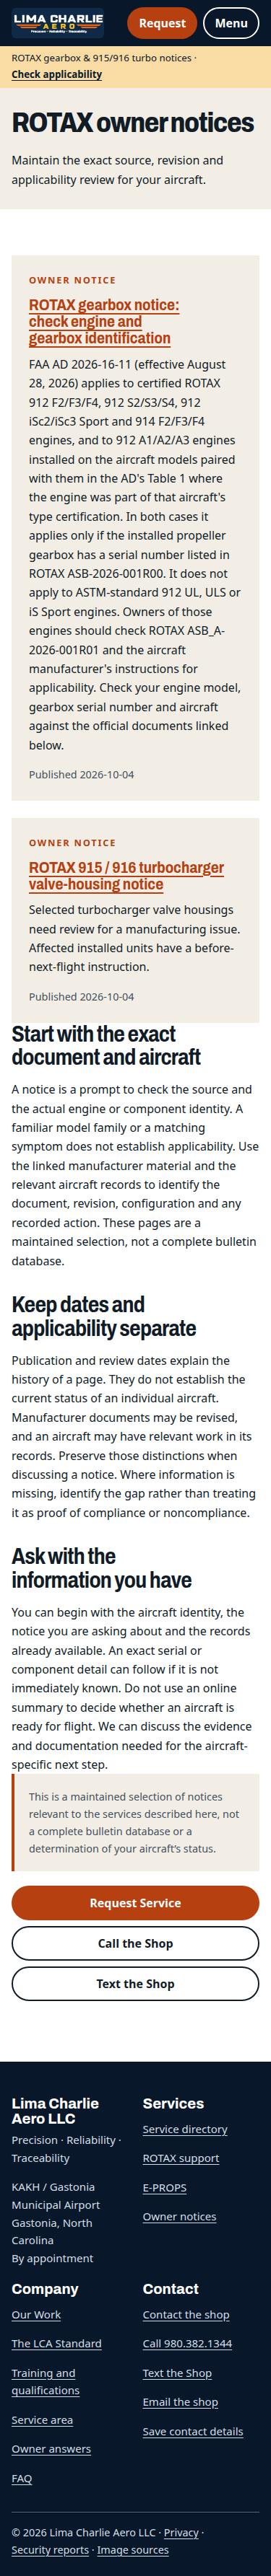 LIMA CHARLIE
AERO
Precision · Reliability · Traceability
Request
Menu
ROTAX gearbox & 915/916 turbo notices ·
Check applicability
ROTAX owner notices
Maintain the exact source, revision and
applicability review for your aircraft.
OWNER NOTICE
ROTAX gearbox notice:
check engine and
gearbox identification
FAA AD 2026-16-11 (effective August
28, 2026) applies to certified ROTAX
912 F2/F3/F4, 912 S2/S3/S4, 912
iSc2/iSc3 Sport and 914 F2/F3/F4
engines, and to 912 A1/A2/A3 engines
installed on the aircraft models paired
with them in the AD's Table 1 where
the engine was part of that aircraft's
type certification. In both cases it
applies only if the installed propeller
gearbox has a serial number listed in
ROTAX ASB-2026-001R00. It does not
apply to ASTM-standard 912 UL, ULS or
iS Sport engines. Owners of those
engines should check ROTAX ASB_A-
2026-001R01 and the aircraft
manufacturer's instructions for
applicability. Check your engine model,
gearbox serial number and aircraft
against the official documents linked
below.
Published 2026-10-04
OWNER NOTICE
ROTAX 915 / 916 turbocharger
valve-housing notice
Selected turbocharger valve housings
need review for a manufacturing issue.
Affected installed units have a before-
next-flight instruction.
Published 2026-10-04
Start with the exact
document and aircraft
A notice is a prompt to check the source and
the actual engine or component identity. A
familiar model family or a matching
symptom does not establish applicability. Use
the linked manufacturer material and the
relevant aircraft records to identify the
document, revision, configuration and any
recorded action. These pages are a
maintained selection, not a complete bulletin
database.
Keep dates and
applicability separate
Publication and review dates explain the
history of a page. They do not establish the
current status of an individual aircraft.
Manufacturer documents may be revised,
and an aircraft may have relevant work in its
records. Preserve those distinctions when
discussing a notice. Where information is
missing, identify the gap rather than treating
it as proof of compliance or noncompliance.
Ask with the
information you have
You can begin with the aircraft identity, the
notice you are asking about and the records
already available. An exact serial or
component detail can follow if it is not
immediately known. Do not use an online
summary to decide whether an aircraft is
ready for flight. We can discuss the evidence
and documentation needed for the aircraft-
specific next step.
This is a maintained selection of notices
relevant to the services described here, not
a complete bulletin database or a
determination of your aircraft's status.
Request Service
Call the Shop
Text the Shop
Lima Charlie
Aero LLC
Precision · Reliability ·
Traceability
KAKH / Gastonia
Municipal Airport
Gastonia, North
Carolina
By appointment
Services
Service directory
ROTAX support
E-PROPS
Owner notices
Company
Our Work
The LCA Standard
Training and
qualifications
Service area
Owner answers
FAQ
Contact
Contact the shop
Call 980.382.1344
Text the Shop
Email the shop
Save contact details
© 2026 Lima Charlie Aero LLC · Privacy ·
Security reports · Image sources